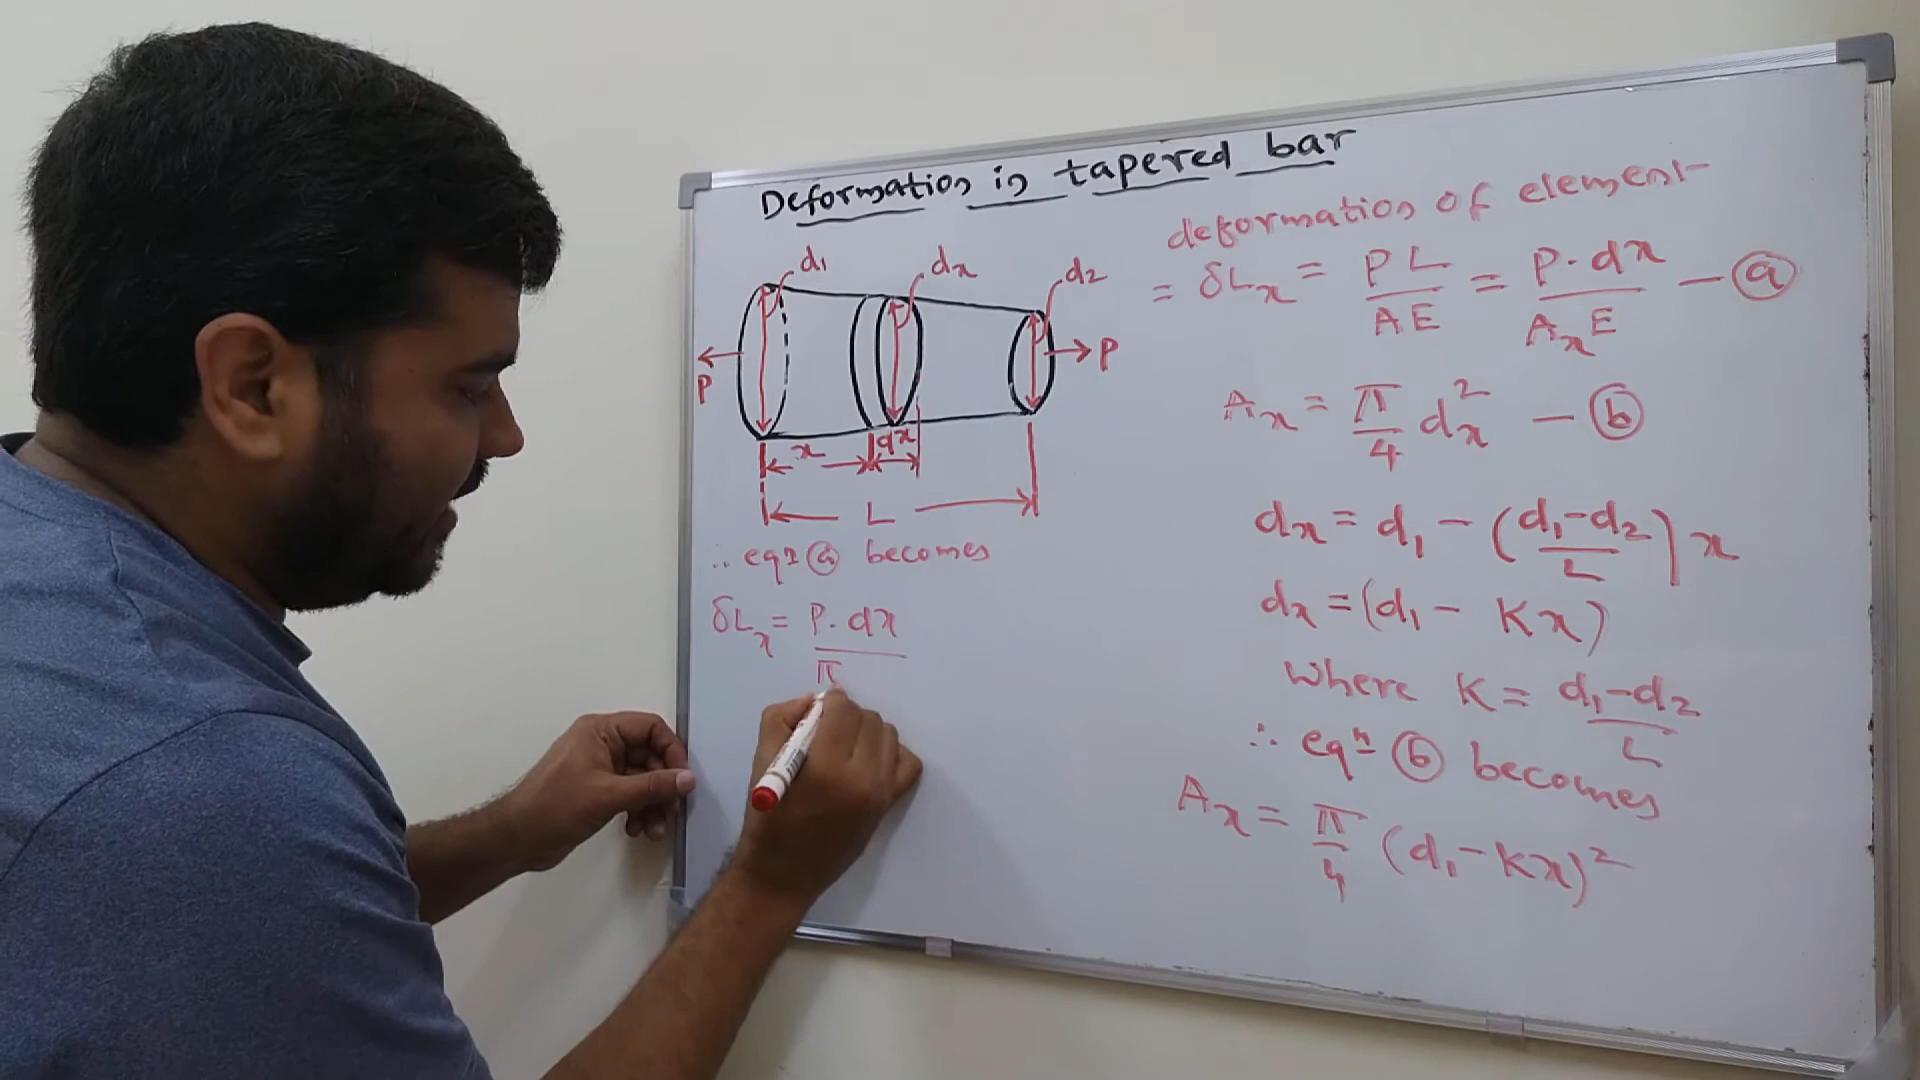 Deformation in tapered bar
d₁ dₓ d₂
P P
x dx
L
∴ eqn ⓐ becomes
δLₓ = P. dx / π
deformation of element
= δLₓ = PL / AE = P. dx / AₓE - ⓐ
Aₓ = π/4 dₓ² - ⓑ
dₓ = d₁ - (d₁-d₂ / L) x
dₓ = (d₁ - Kx)
where K = d₁-d₂ / L
∴ eqn ⓑ becomes
Aₓ = π/4 (d₁-Kx)²